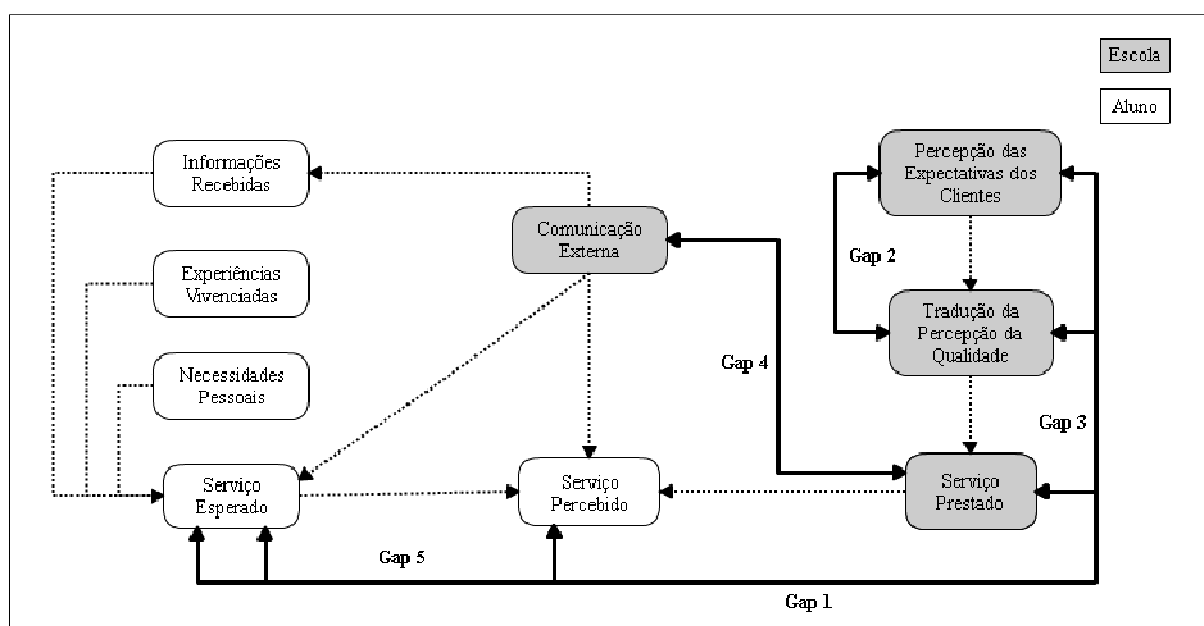 Escola
Aluno
Informações
Recebidas
Percepção das
Expectativas dos
Clientes
Comunicação
Externa
Gap 2
Experiências
Vivenciadas
Tradução da
Percepção da
Qualidade
Gap 4
Necessidades
Pessoais
Gap 3
Serviço
Esperado
Serviço
Percebido
Serviço
Prestado
Gap 5
Gap 1